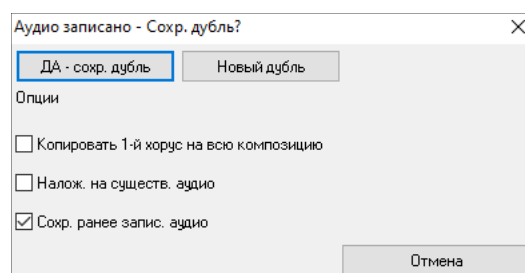 Аудио записано - Сохр. дубль?
ДА - сохр. дубль Новый дубль
Опции
Копировать 1-й хорус на всю композицию
Налож. на существ. аудио
Сохр. ранее запис. аудио
Отмена